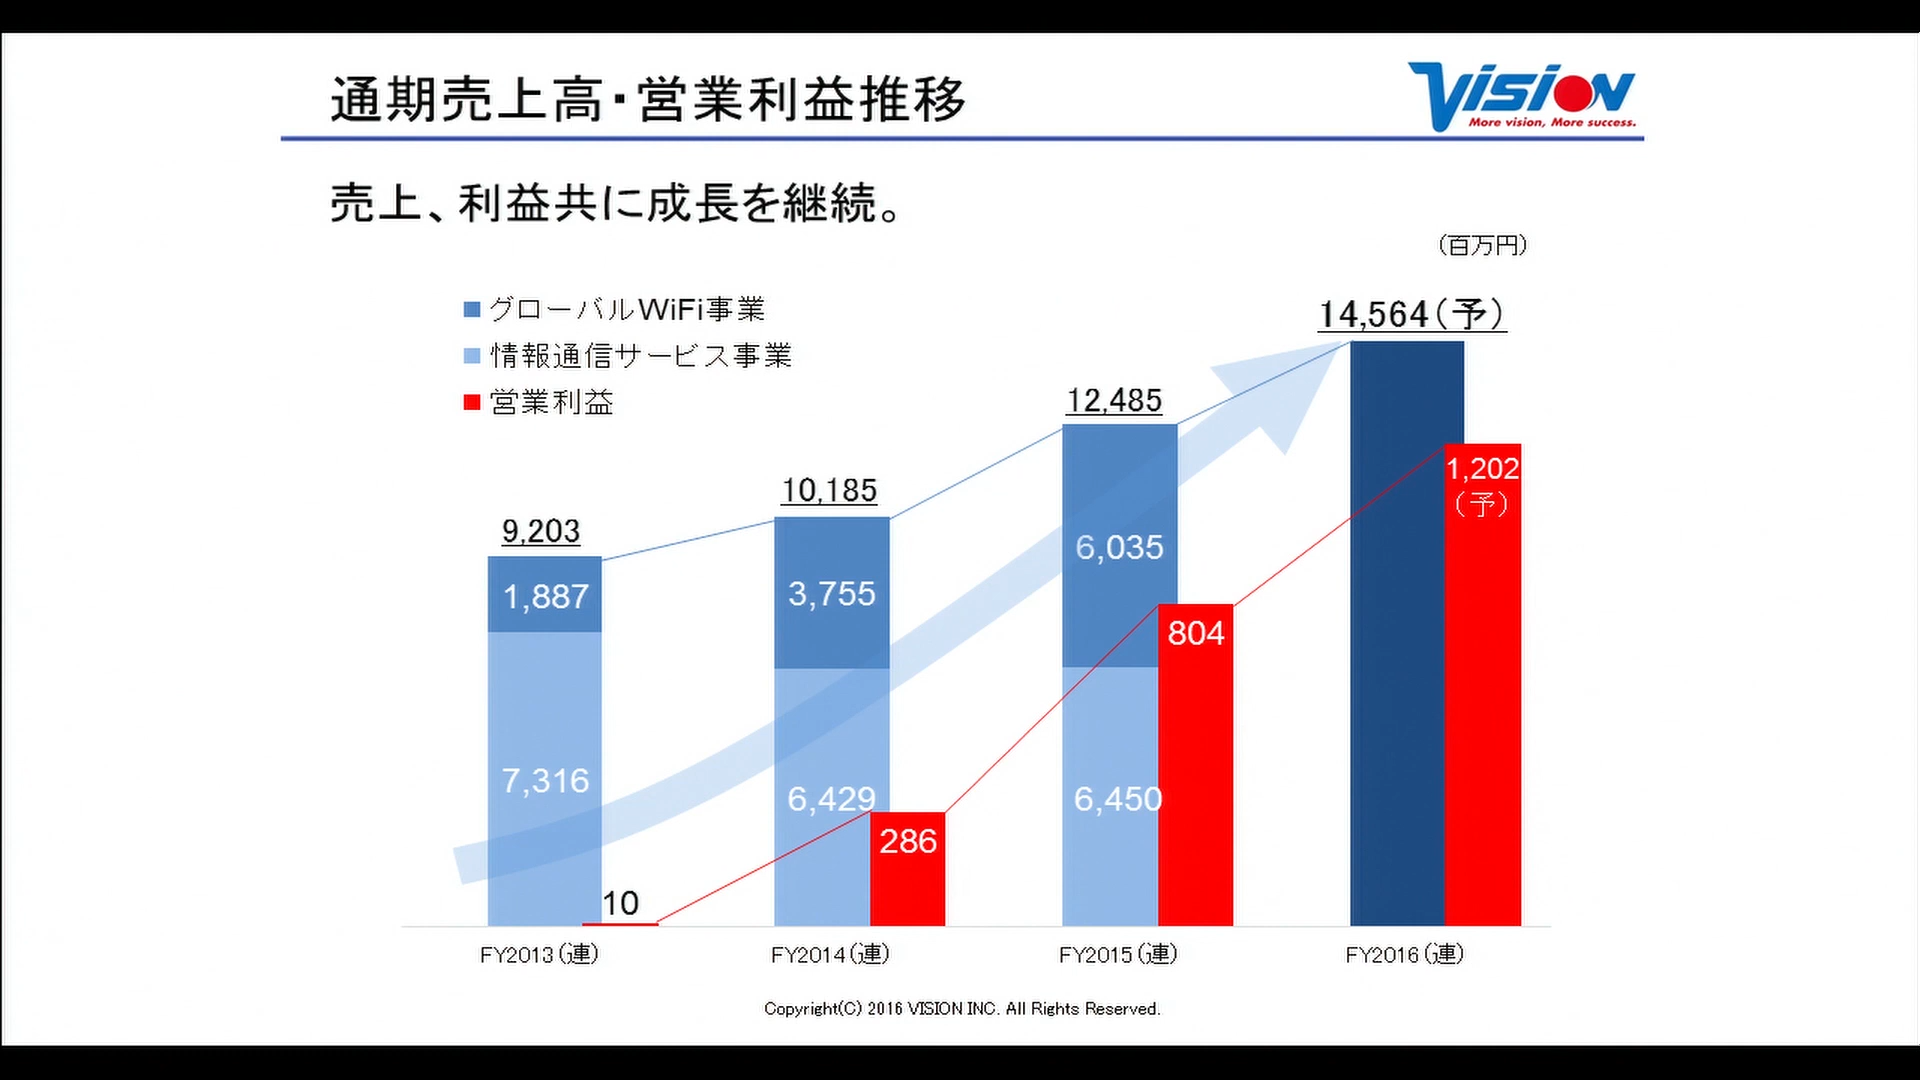 通期売上高・営業利益推移
VISION
More vision, More success.
売上、利益共に成長を継続。
（百万円）
グローバルWiFi事業
情報通信サービス事業
営業利益
14,564（予）
12,485
10,185
9,203
1,202
（予）
6,035
3,755
1,887
804
7,316
6,429
6,450
286
10
FY2013（連）
FY2014（連）
FY2015（連）
FY2016（連）
Copyright(C) 2016 VISION INC. All Rights Reserved.